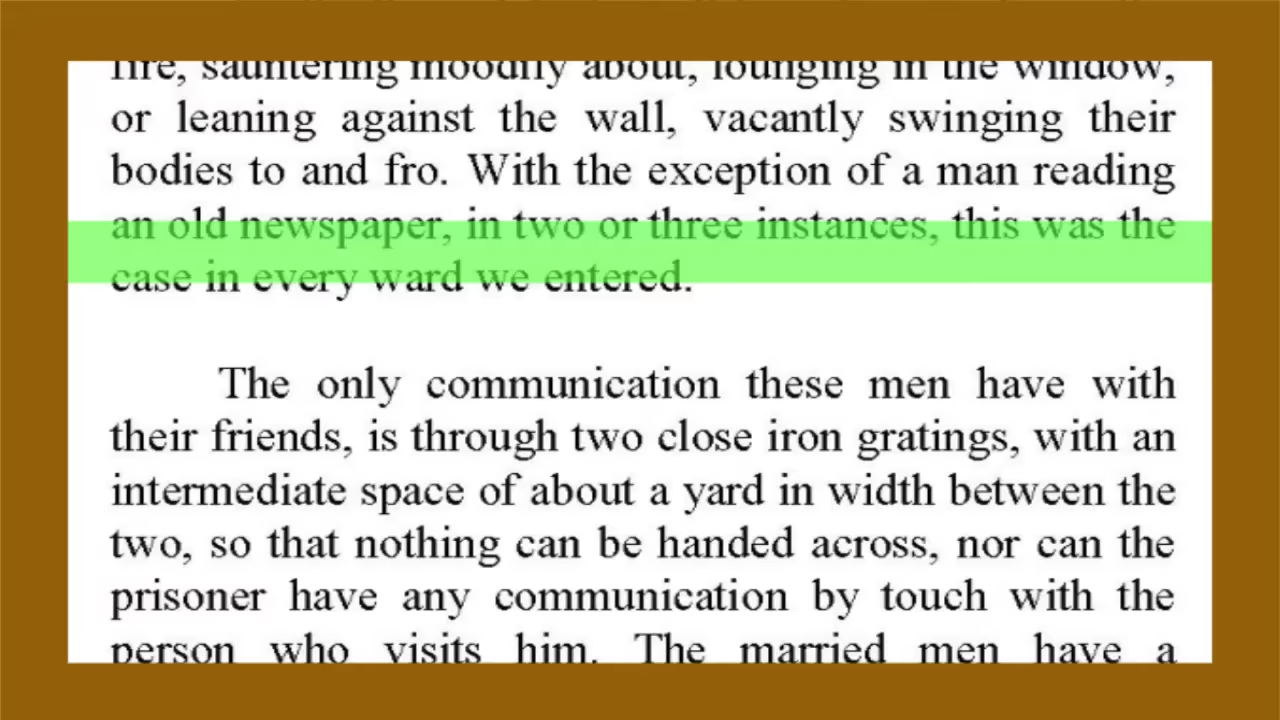 fire, sauntering moodily about, lounging in the window,
or leaning against the wall, vacantly swinging their
bodies to and fro. With the exception of a man reading
an old newspaper, in two or three instances, this was the
case in every ward we entered.
The only communication these men have with
their friends, is through two close iron gratings, with an
intermediate space of about a yard in width between the
two, so that nothing can be handed across, nor can the
prisoner have any communication by touch with the
person who visits him. The married men have a